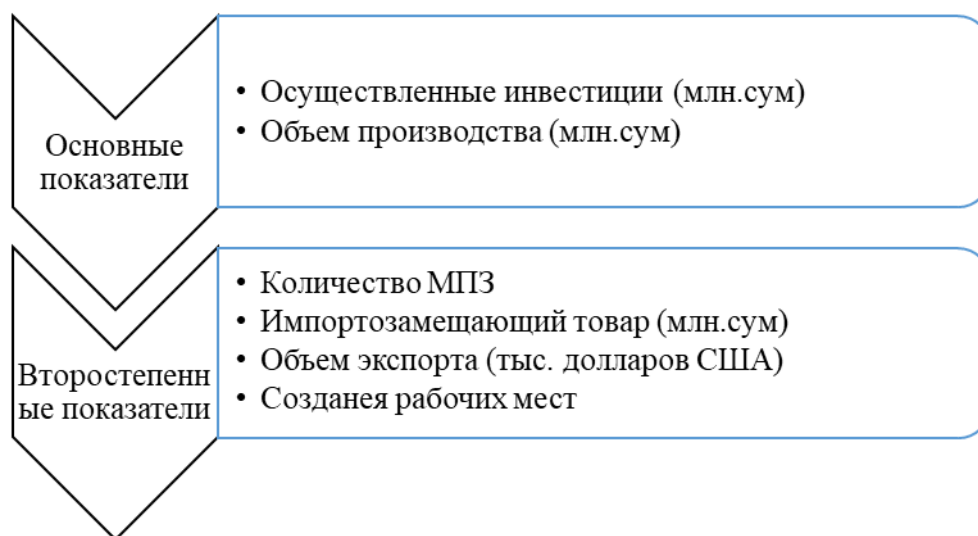 Основные
показатели
• Осуществленные инвестиции (млн.сум)
• Объем производства (млн.сум)
Второстепенн
ые показатели
• Количество МПЗ
• Импортозамещающий товар (млн.сум)
• Объем экспорта (тыс. долларов США)
• Созданея рабочих мест